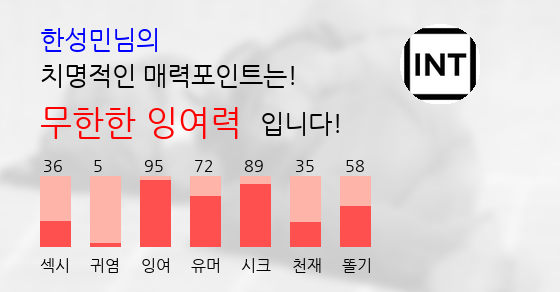 한성민님의
치명적인 매력포인트는!
무한한 잉여력 입니다!
INT
36 5 95 72 89 35 58
섹시 귀염 잉여 유머 시크 천재 똘기